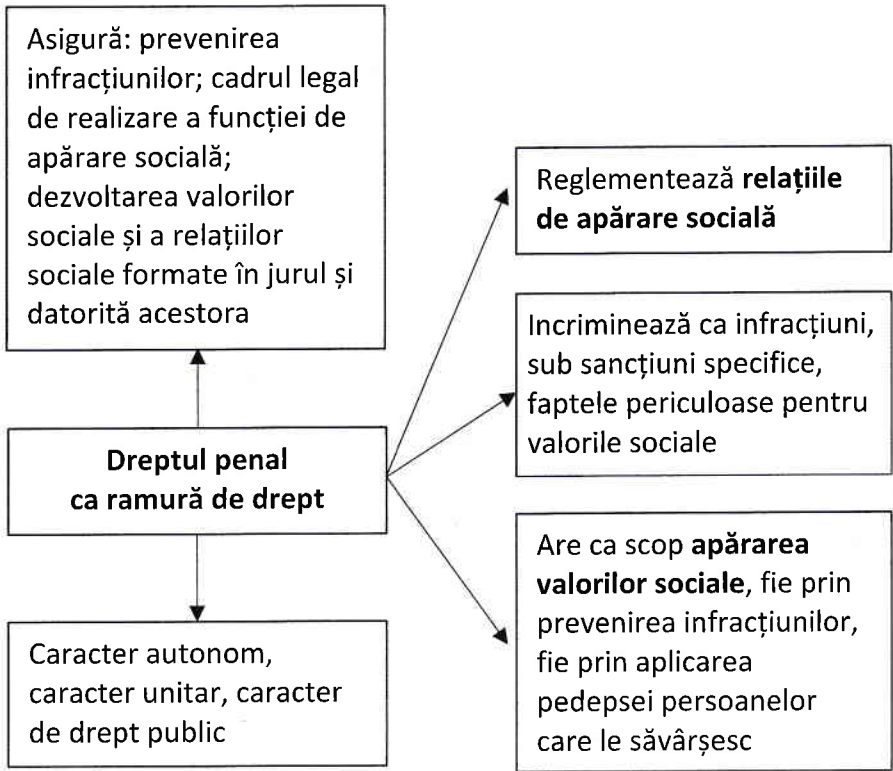 Asigură: prevenirea
infracțiunilor; cadrul legal
de realizare a funcției de
apărare socială;
dezvoltarea valorilor
sociale și a relațiilor
sociale formate în jurul și
datorită acestora
Dreptul penal
ca ramură de drept
Caracter autonom,
caracter unitar, caracter
de drept public
Reglementează relațiile
de apărare socială
Incriminează ca infracțiuni,
sub sancțiuni specifice,
faptele periculoase pentru
valorile sociale
Are ca scop apărarea
valorilor sociale, fie prin
prevenirea infracțiunilor,
fie prin aplicarea
pedepsei persoanelor
care le săvârșesc